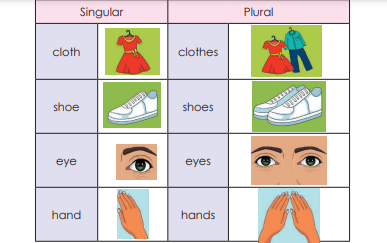 Singular Plural
cloth clothes
shoe shoes
eye eyes
hand hands